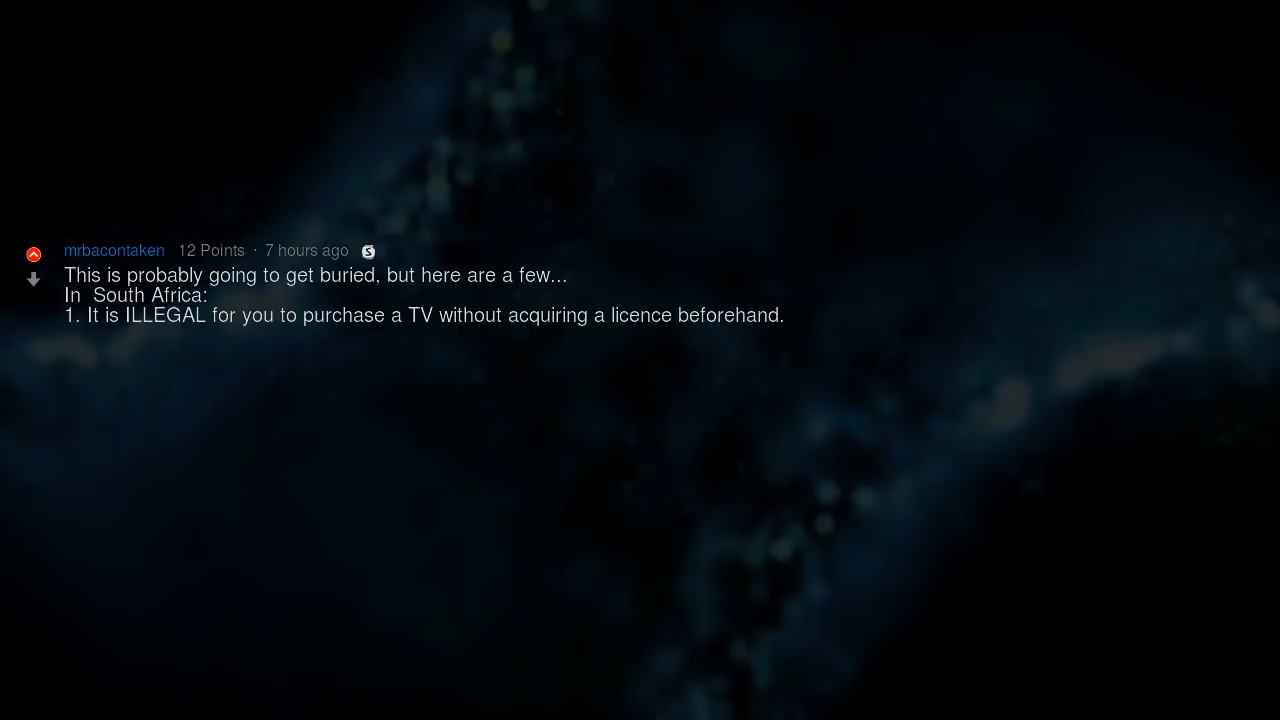 mrbacontaken 12 Points · 7 hours ago S
This is probably going to get buried, but here are a few...
In  South Africa:
1. It is ILLEGAL for you to purchase a TV without acquiring a licence beforehand.